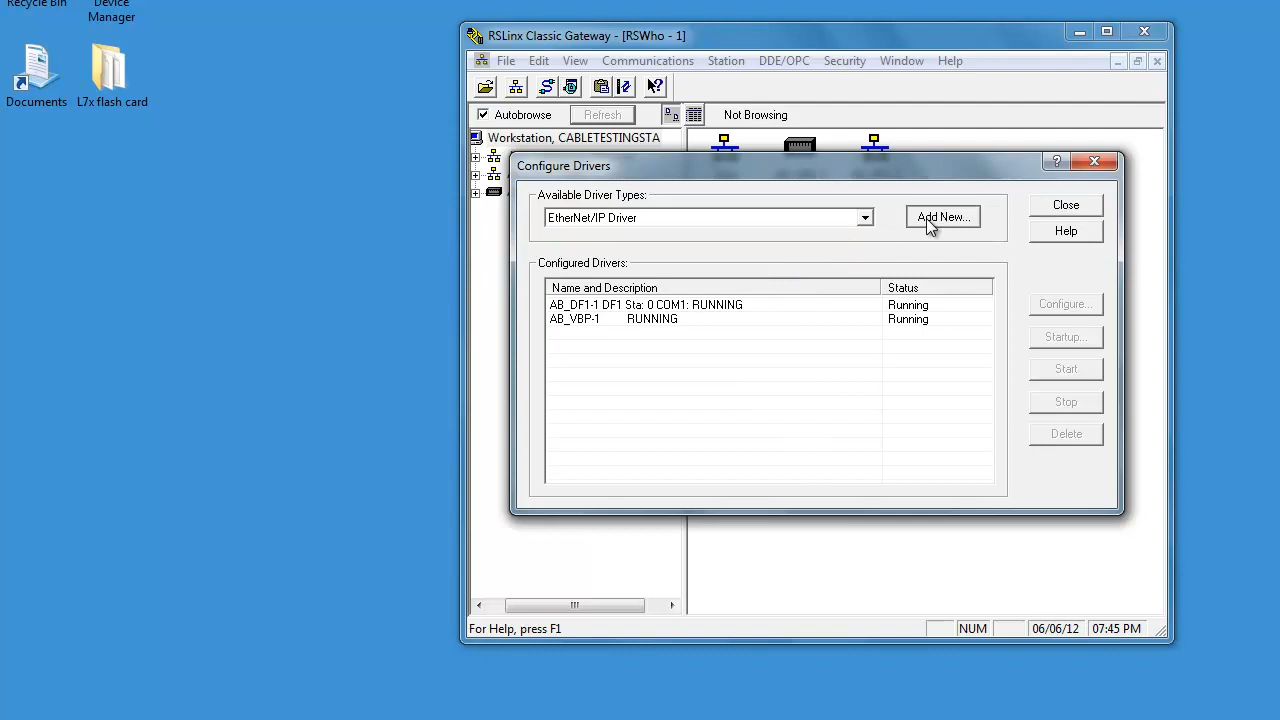 Recycle Bin
Device
Manager
Documents
L7x flash card
RSLinx Classic Gateway - [RSWho - 1]
File Edit View Communications Station DDE/OPC Security Window Help
Autobrowse
Refresh
Not Browsing
Workstation, CABLETESTINGSTA
Configure Drivers
Available Driver Types:
EtherNet/IP Driver
Add New...
Close
Help
Configured Drivers:
Name and Description Status
AB_DF1-1 DF1 Sta: 0 COM1: RUNNING Running
AB_VBP-1 RUNNING Running
Configure...
Startup...
Start
Stop
Delete
For Help, press F1
NUM
06/06/12
07:45 PM